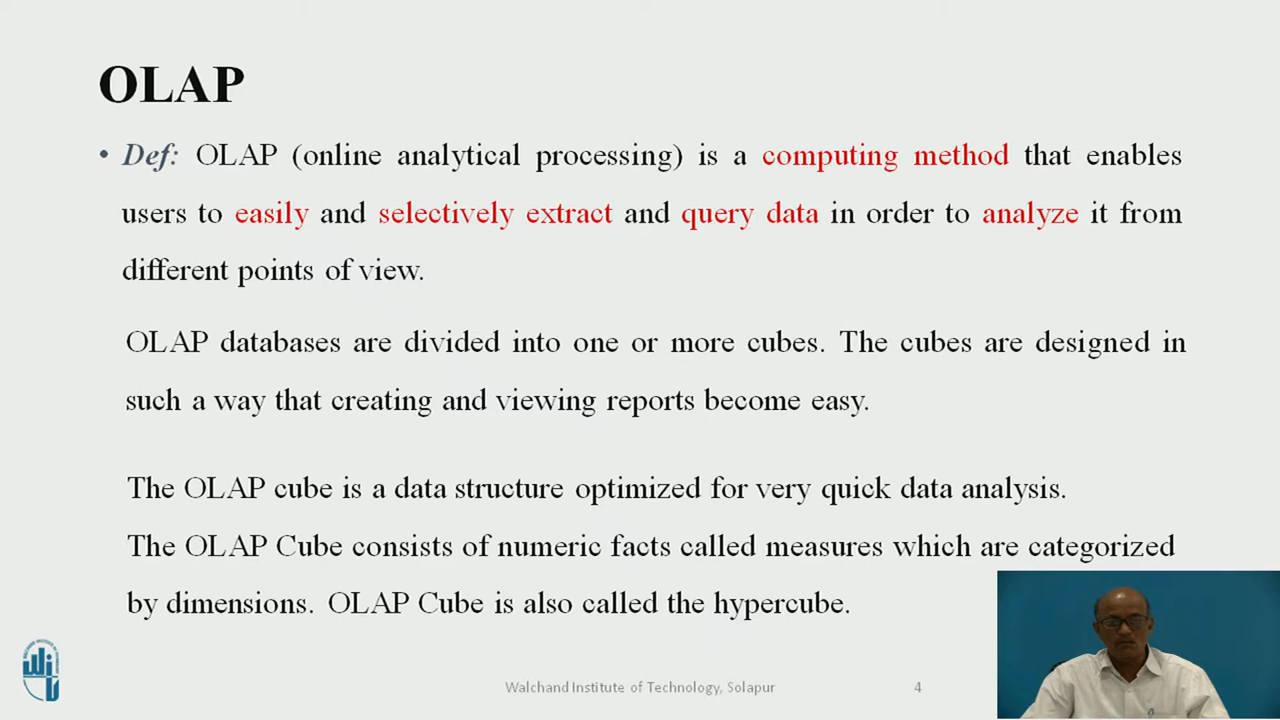 OLAP
• Def: OLAP (online analytical processing) is a computing method that enables
users to easily and selectively extract and query data in order to analyze it from
different points of view.
OLAP databases are divided into one or more cubes. The cubes are designed in
such a way that creating and viewing reports become easy.
The OLAP cube is a data structure optimized for very quick data analysis.
The OLAP Cube consists of numeric facts called measures which are categorized
by dimensions. OLAP Cube is also called the hypercube.
Walchand Institute of Technology, Solapur 4